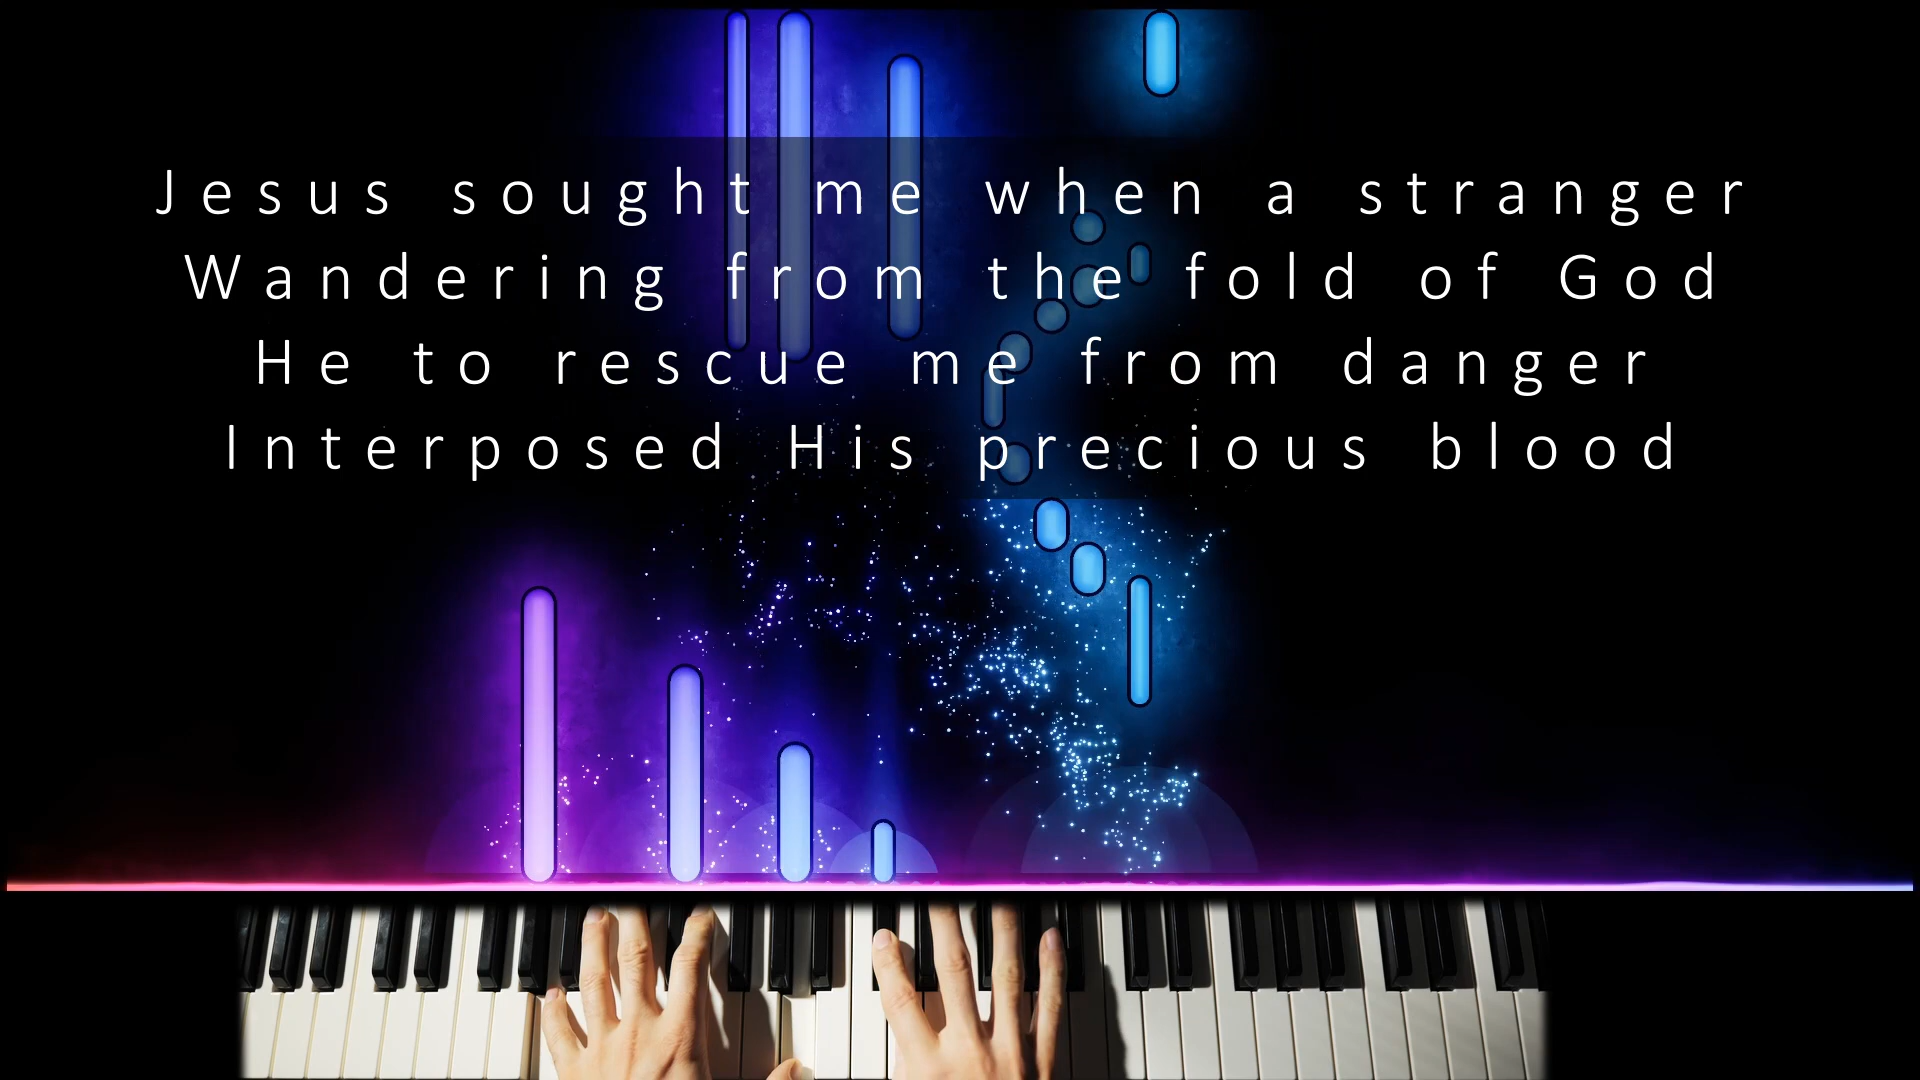 Jesus sought me when a stranger
Wandering from the fold of God
He to rescue me from danger
Interposed His precious blood